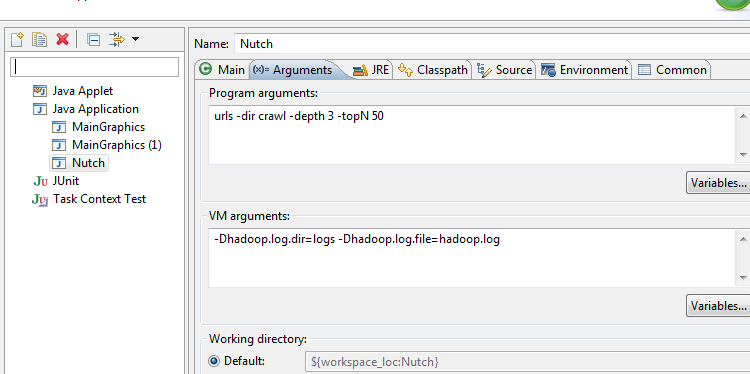 Name: Nutch
Main (x)= Arguments JRE Classpath Source Environment Common
Java Applet
Java Application
MainGraphics
MainGraphics (1)
Nutch
JUnit
Task Context Test
Program arguments:
urls -dir crawl -depth 3 -topN 50
Variables...
VM arguments:
-Dhadoop.log.dir=logs -Dhadoop.log.file=hadoop.log
Variables...
Working directory:
Default: ${workspace_loc:Nutch}